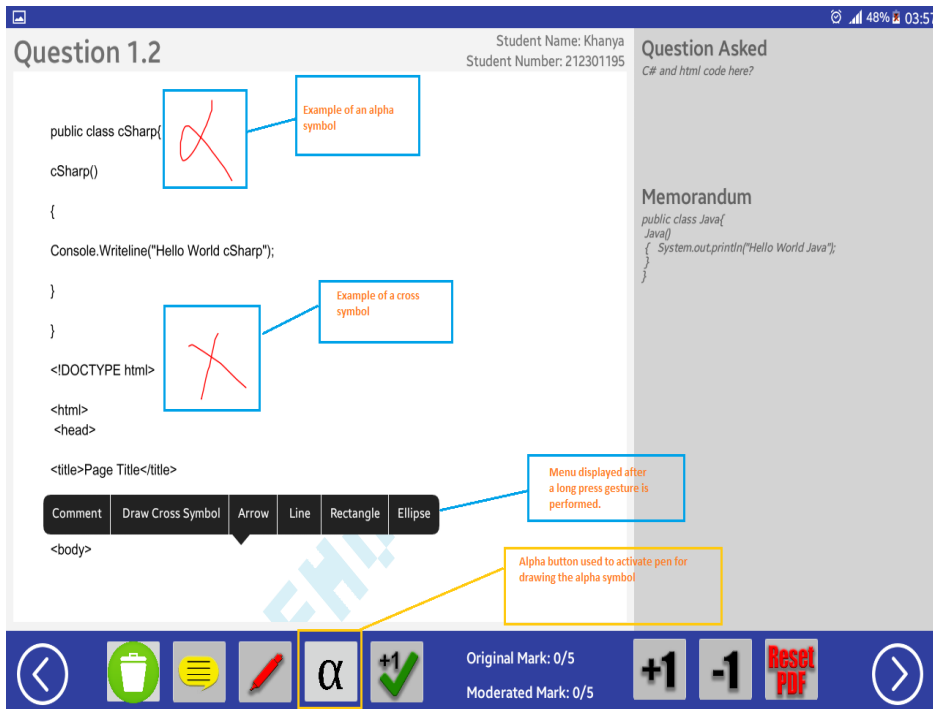 48% 03:57
Question 1.2
Student Name: Khanya
Student Number: 212301195
Question Asked
C# and html code here?
Example of an alpha
symbol
public class cSharp{
cSharp()
{
Console.Writeline("Hello World cSharp");
}
}
Example of a cross
symbol
<!DOCTYPE html>
<html>
<head>
<title>Page Title</title>
Memorandum
public class Java{
Java()
{ System.out.println("Hello World Java");
}
}
Menu displayed after
a long press gesture is
performed.
Comment Draw Cross Symbol Arrow Line Rectangle Ellipse
<body>
Alpha button used to activate pen for
drawing the alpha symbol
α
+1
Original Mark: 0/5
Moderated Mark: 0/5
+1
-1
Reset
PDF